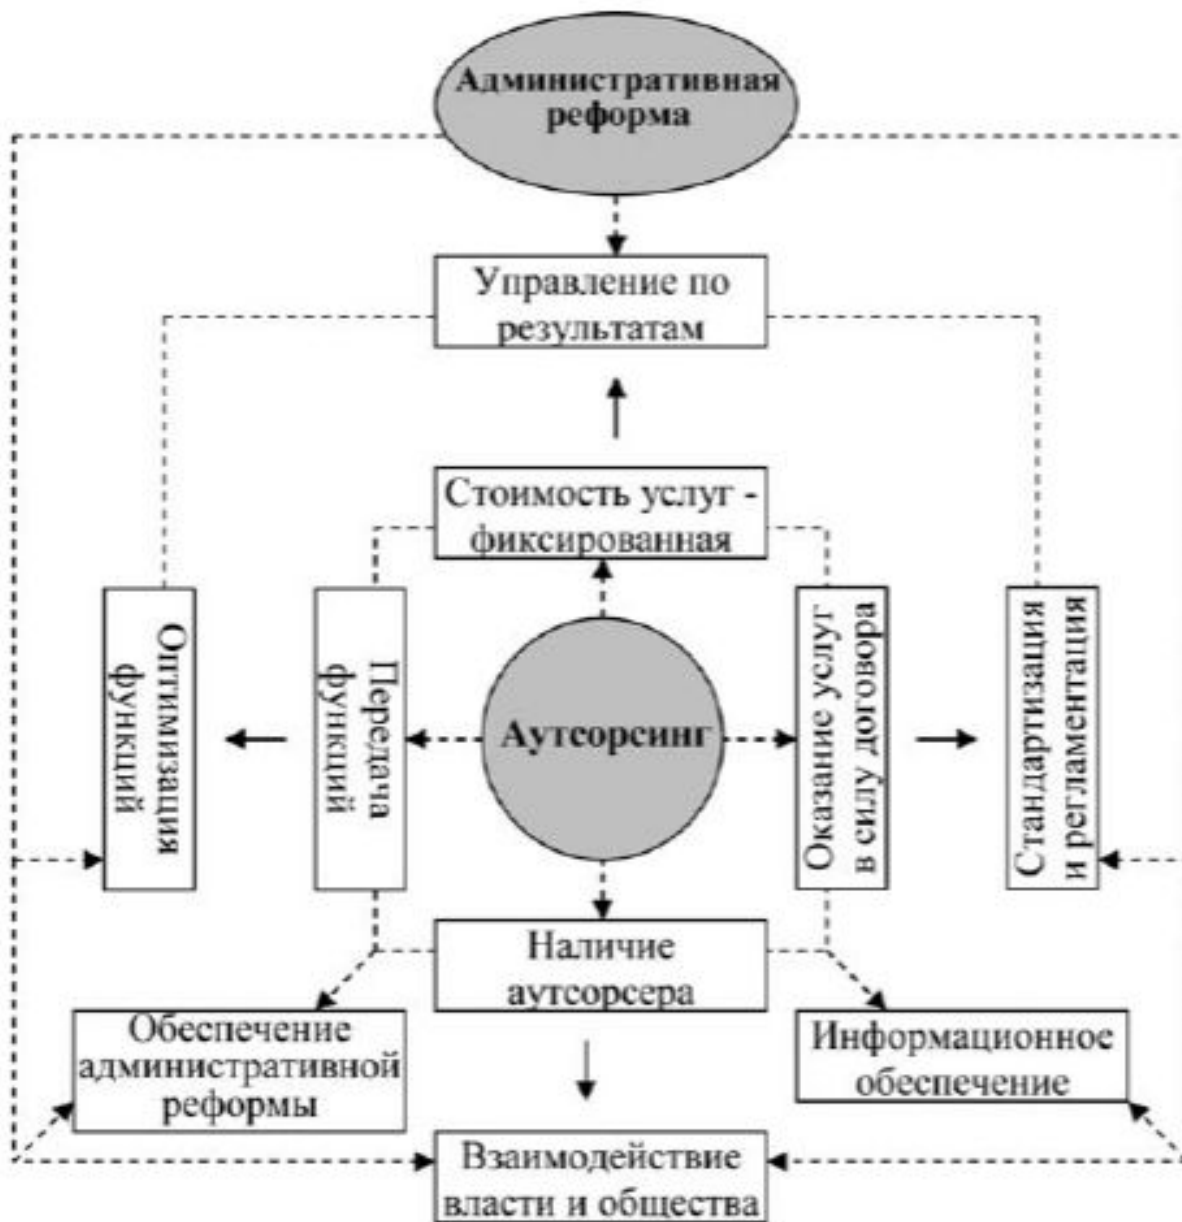 Административная
реформа
Управление по
результатам
Стоимость услуг -
фиксированная
Оптимизация
функций
Передача
функций
Аутсорсинг
Оказание услуг
в силу договора
Стандартизация
и регламентация
Наличие
аутсорсера
Обеспечение
административной
реформы
Информационное
обеспечение
Взаимодействие
власти и общества